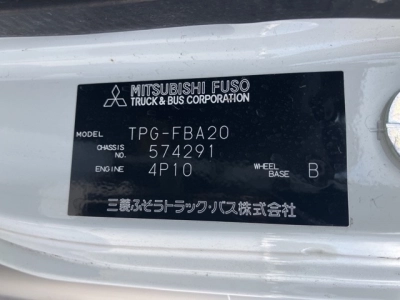 MITSUBISHI FUSO
TRUCK & BUS CORPORATION
MODEL TPG-FBA20
CHASSIS NO. 574291
ENGINE 4P10 WHEEL BASE B
三菱ふそうトラック・バス株式会社